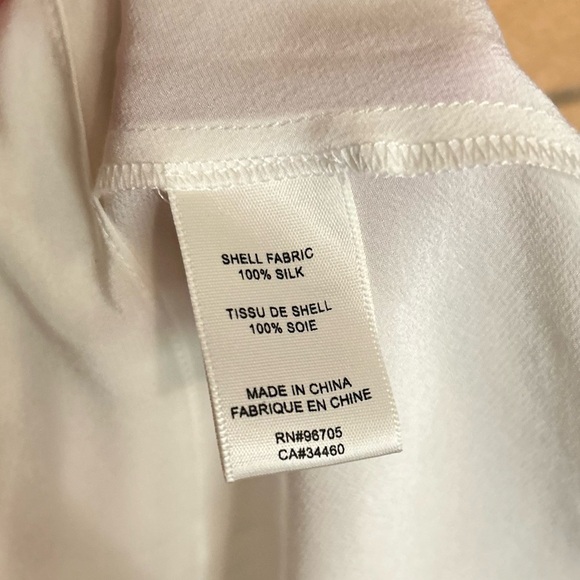 SHELL FABRIC
100% SILK
TISSU DE SHELL
100% SOIE
MADE IN CHINA
FABRIQUE EN CHINE
RN#96705
CA#34460